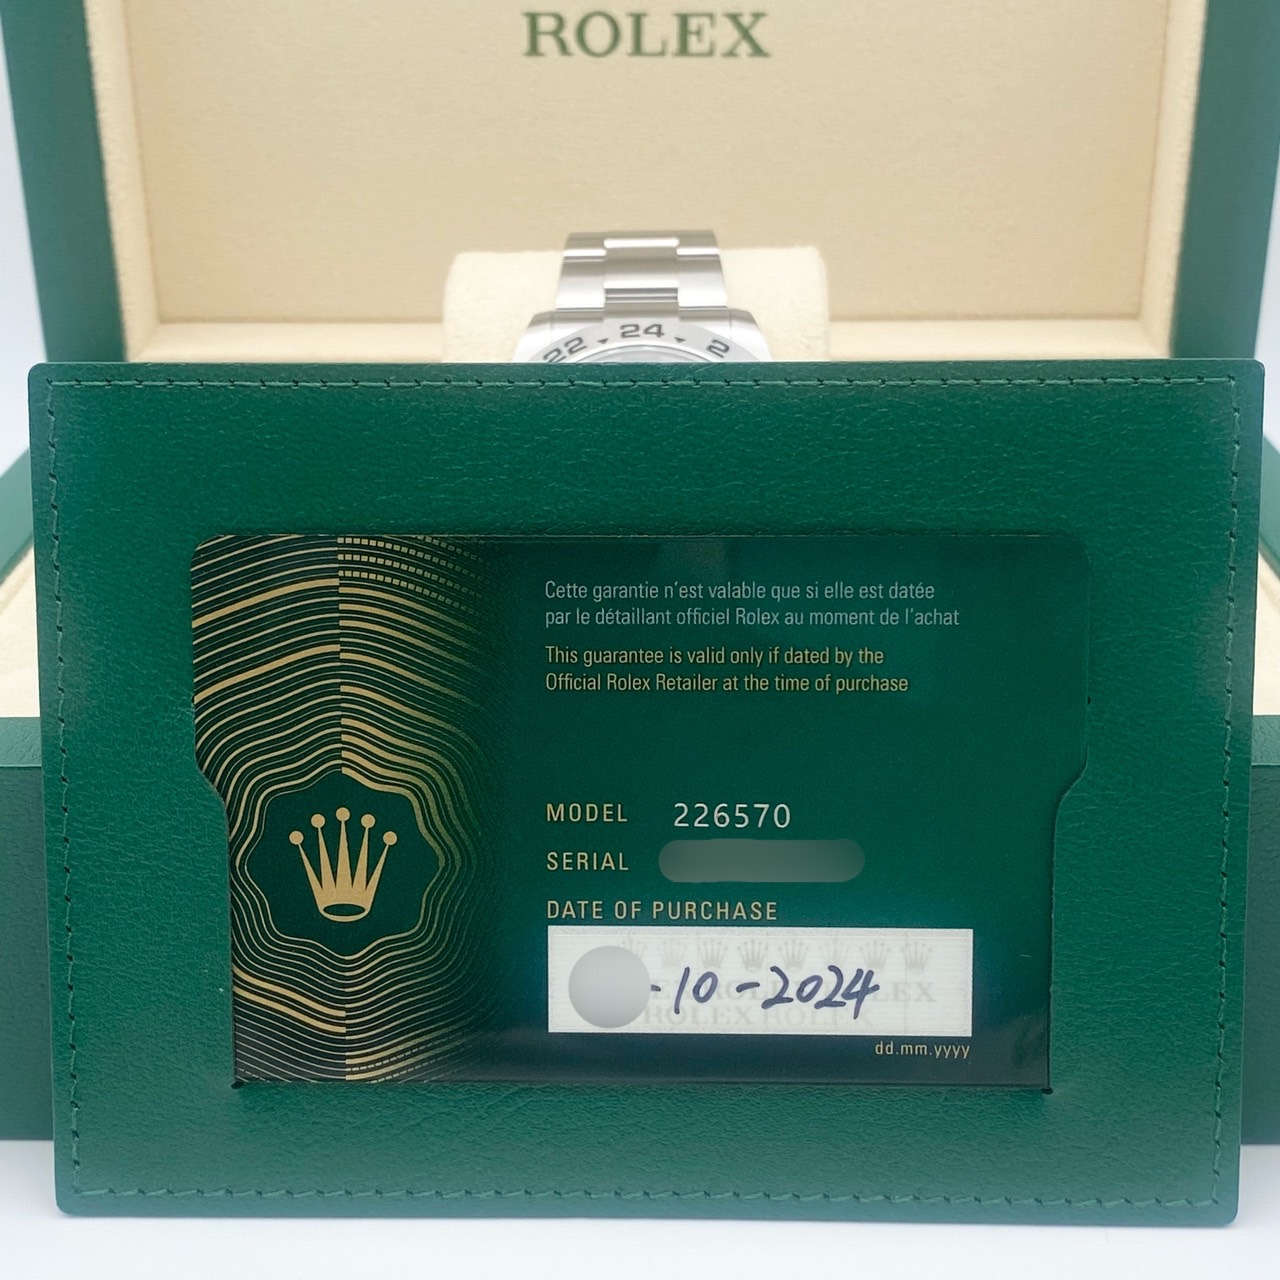 ROLEX
22 24 2
Cette garantie n'est valable que si elle est datée
par le détaillant officiel Rolex au moment de l'achat
This guarantee is valid only if dated by the
Official Rolex Retailer at the time of purchase
MODEL 226570
SERIAL
DATE OF PURCHASE
-10-2024
dd.mm.yyyy